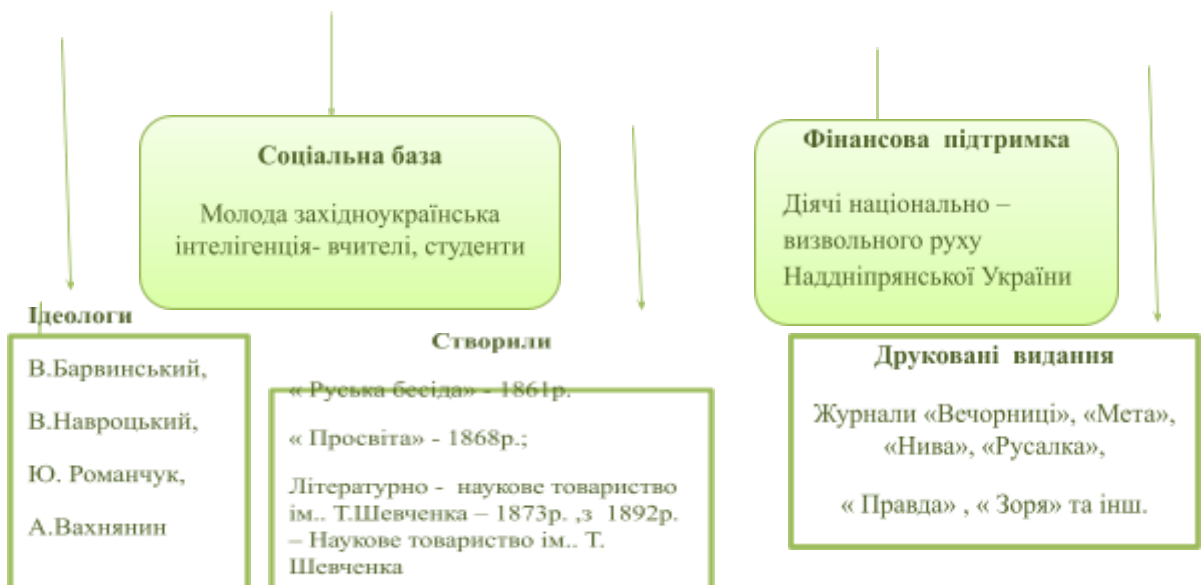 Соціальна база
Молода західноукраїнська
інтелігенція- вчителі, студенти
Фінансова підтримка
Діячі національно –
визвольного руху
Наддніпрянської України
Ідеологи
В.Барвинський,
В.Навроцький,
Ю. Романчук,
А.Вахнянин
Створили
« Руська бесіда» - 1861р.
« Просвіта» - 1868р.;
Літературно - наукове товариство
ім.. Т.Шевченка – 1873р. ,з 1892р.
– Наукове товариство ім.. Т.
Шевченка
Друковані видання
Журнали «Вечорниці», «Мета»,
«Нива», «Русалка»,
« Правда» , « Зоря» та інш.